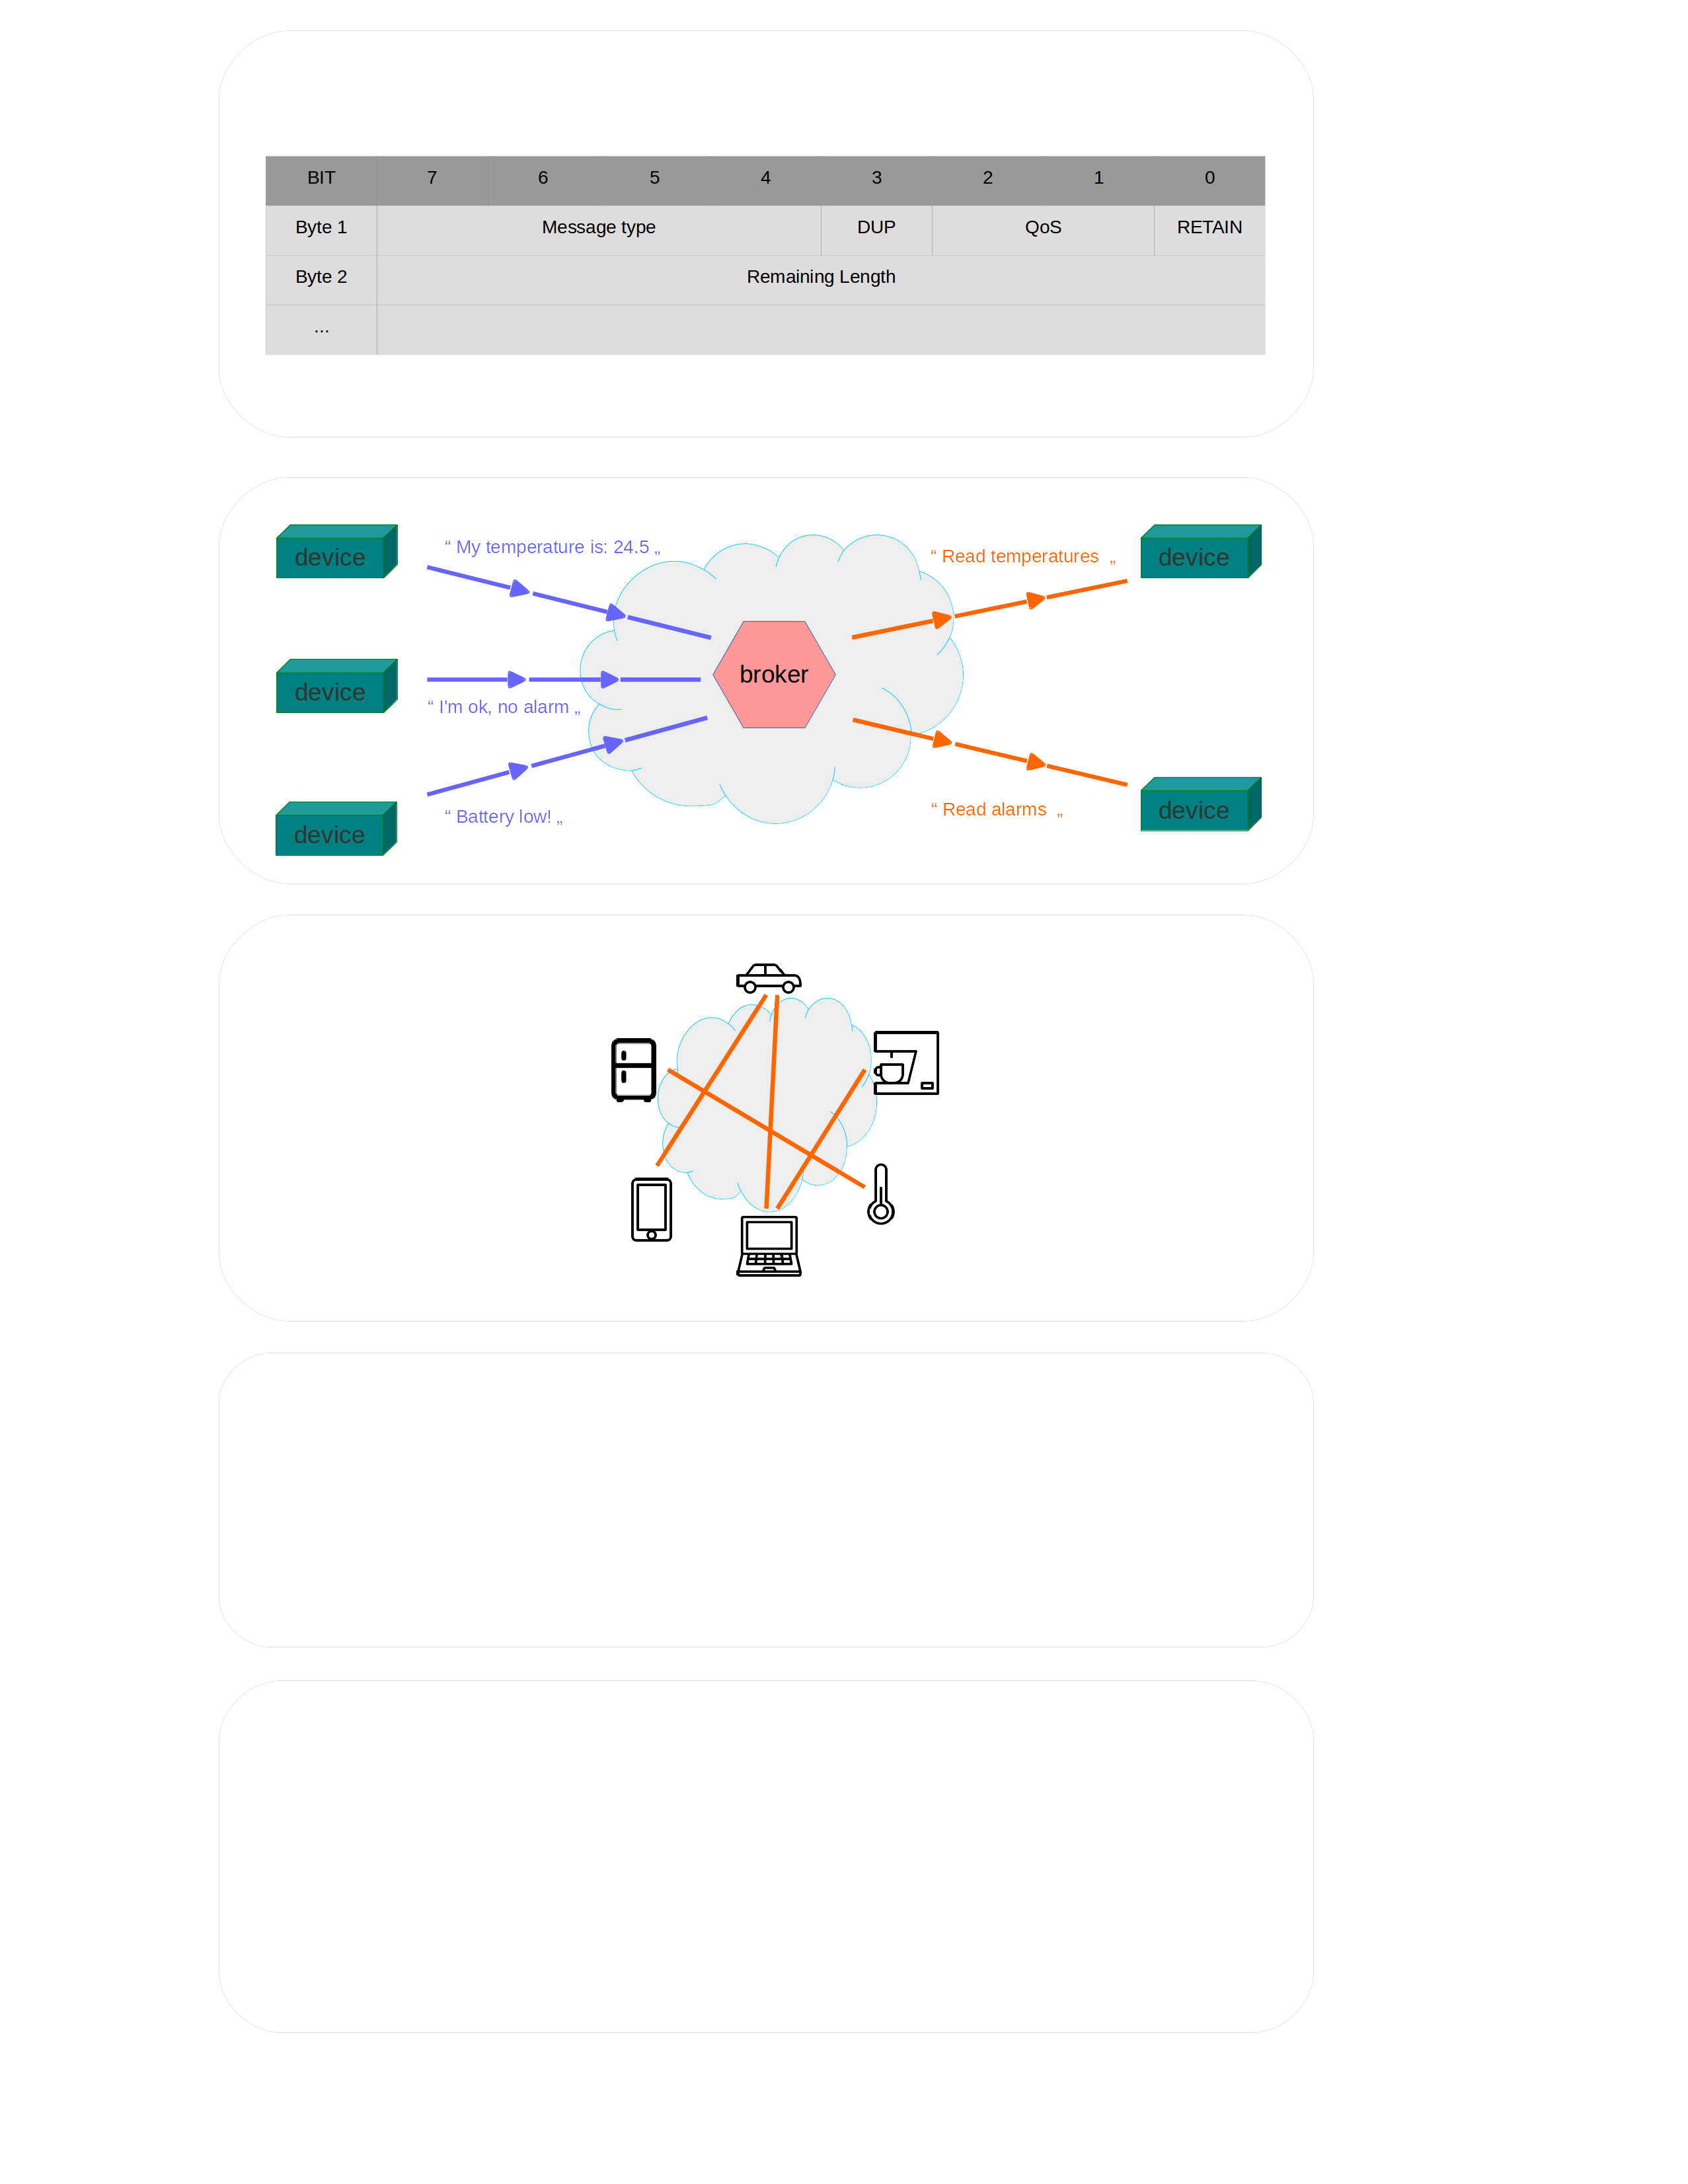 BIT 7 6 5 4 3 2 1 0
Byte 1 Message type DUP QoS RETAIN
Byte 2 Remaining Length
...
device
“ My temperature is: 24.5 „
“ Read temperatures „
device
broker
device
“ I'm ok, no alarm „
“ Battery low! „
“ Read alarms „
device
device